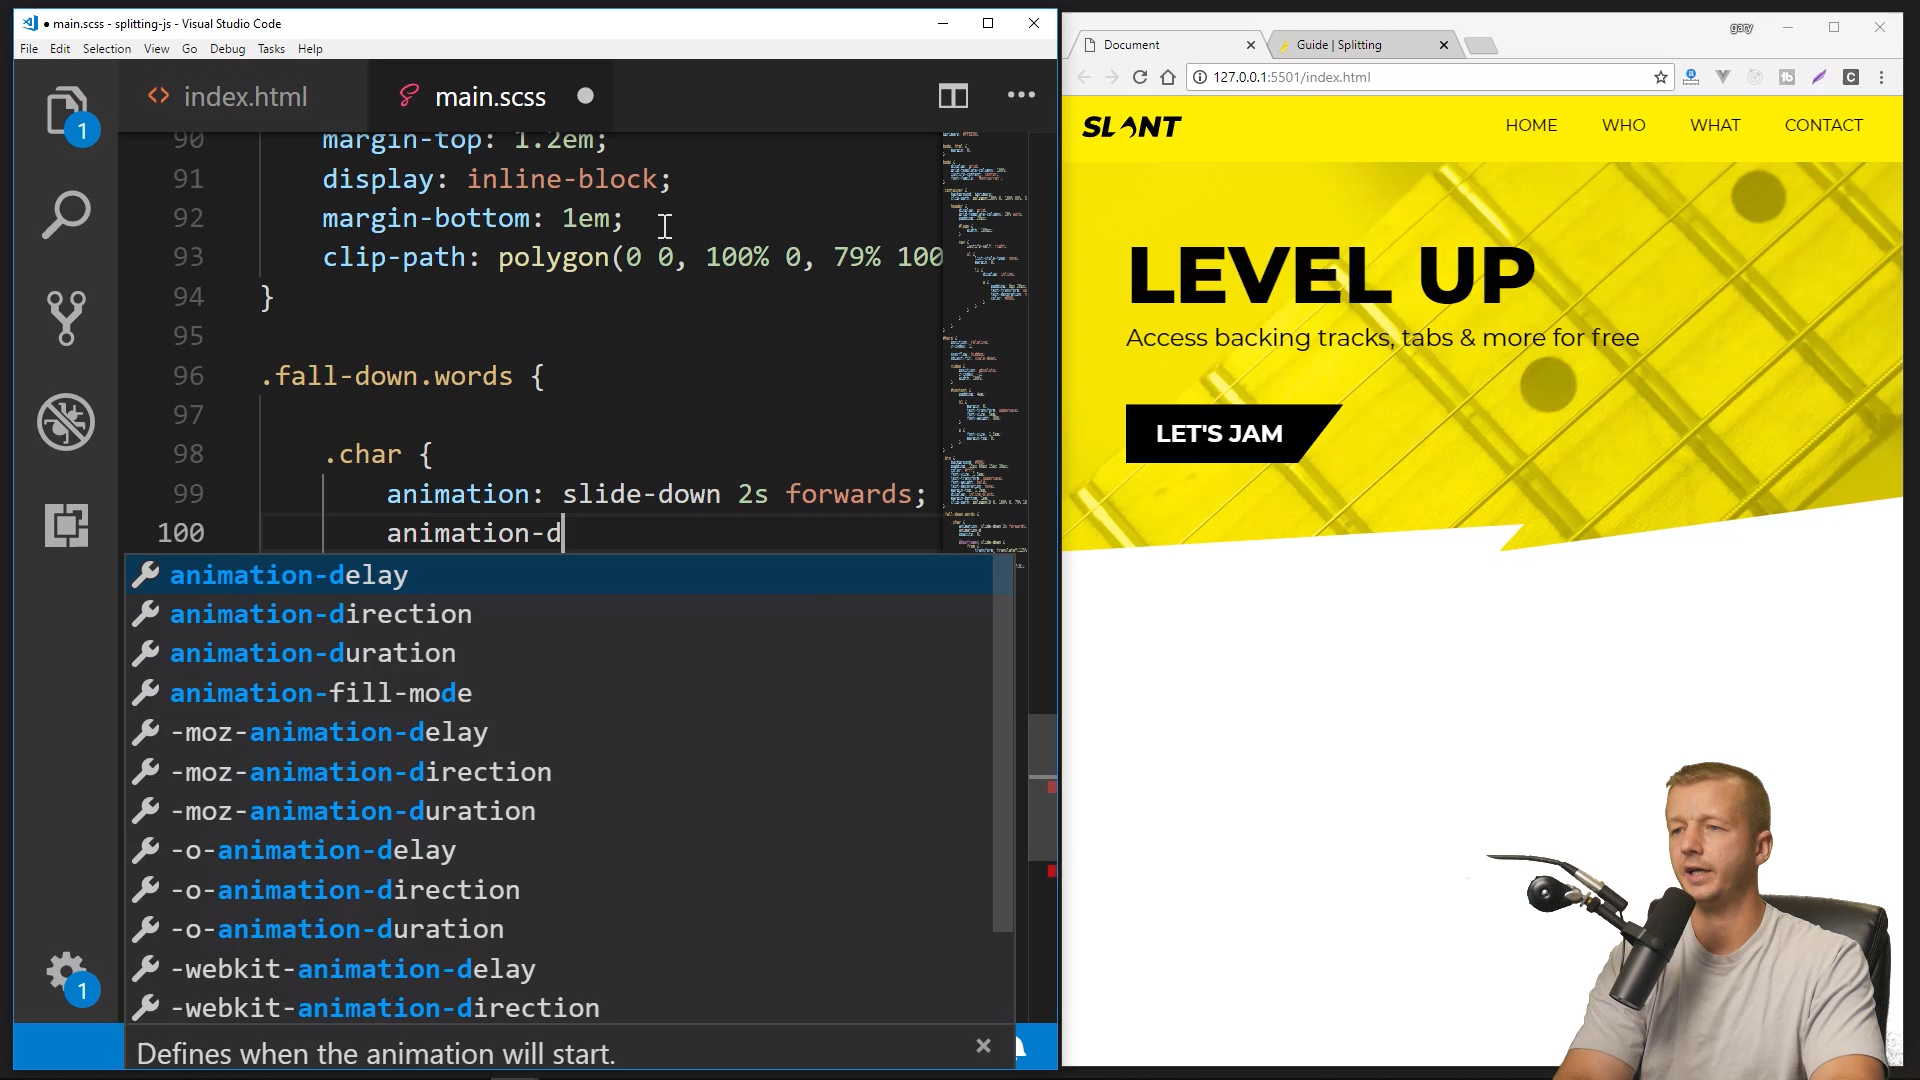 ● main.scss - splitting-js - Visual Studio Code
File Edit Selection View Go Debug Tasks Help
1
index.html
main.scss
90 margin-top: 1.2em;
91 display: inline-block;
92 margin-bottom: 1em;
93 clip-path: polygon(0 0, 100% 0, 79% 100
94 }
95
96 .fall-down.words {
97
98 .char {
99 animation: slide-down 2s forwards;
100 animation-d
animation-delay
animation-direction
animation-duration
animation-fill-mode
-moz-animation-delay
-moz-animation-direction
-moz-animation-duration
-o-animation-delay
-o-animation-direction
-o-animation-duration
-webkit-animation-delay
-webkit-animation-direction
Defines when the animation will start.
1
gary
Document
Guide | Splitting
127.0.0.1:5501/index.html
SLANT
HOME WHO WHAT CONTACT
LEVEL UP
Access backing tracks, tabs & more for free
LET'S JAM